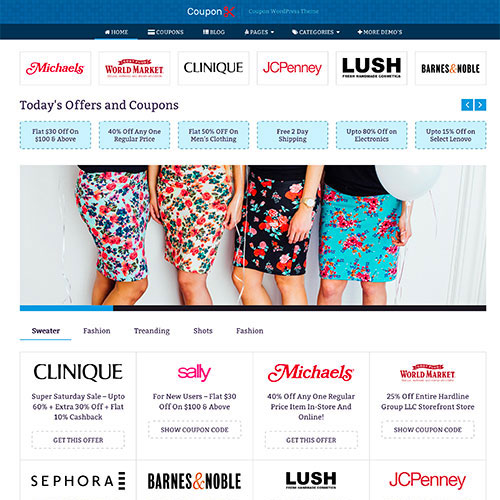 CouponX Coupon WordPress Theme
HOME COUPONS BLOG PAGES CATEGORIES MORE DEMO'S
Michaels COST PLUS WORLD MARKET CLINIQUE JCPenney LUSH FRESH HANDMADE COSMETICS BARNES&NOBLE
Today's Offers and Coupons
Flat $30 Off On 40% Off Any One Flat 50% Off On Free 2 Day Upto 80% Off on Upto 15% Off on
$100 & Above Regular Price Men's Clothing Shipping Electronics Select Lenovo
Sweater Fashion Treanding Shots Fashion
CLINIQUE sally Michaels COST PLUS WORLD MARKET
Super Saturday Sale – Upto For New Users – Flat $30 40% Off Any One Regular 25% Off Entire Hardline
60% + Extra 30% Off + Flat Off On $100 & Above Price Item In-Store And Group LLC Storefront Store
10% Cashback Online!
SHOW COUPON CODE SHOW COUPON CODE
GET THIS OFFER GET THIS OFFER
SEPHORA BARNES&NOBLE LUSH FRESH HANDMADE COSMETICS JCPenney